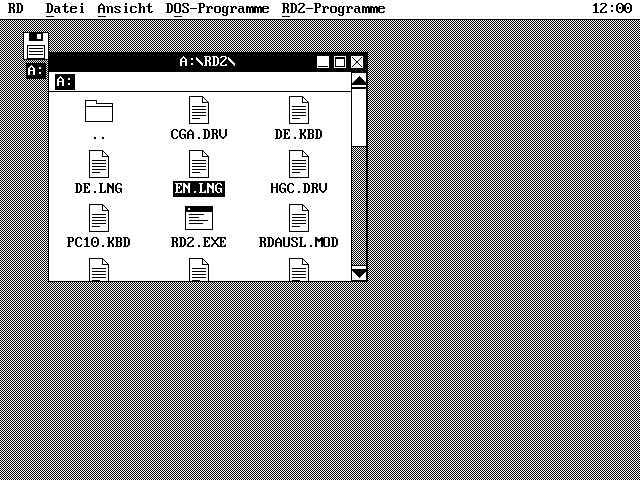 RD Datei Ansicht DOS-Programme RD2-Programme 12:00
A:
A:\RD2\
A:
.. CGA.DRV DE.KBD
DE.LNG EN.LNG HGC.DRV
PC10.KBD RD2.EXE RDAUSL.MOD